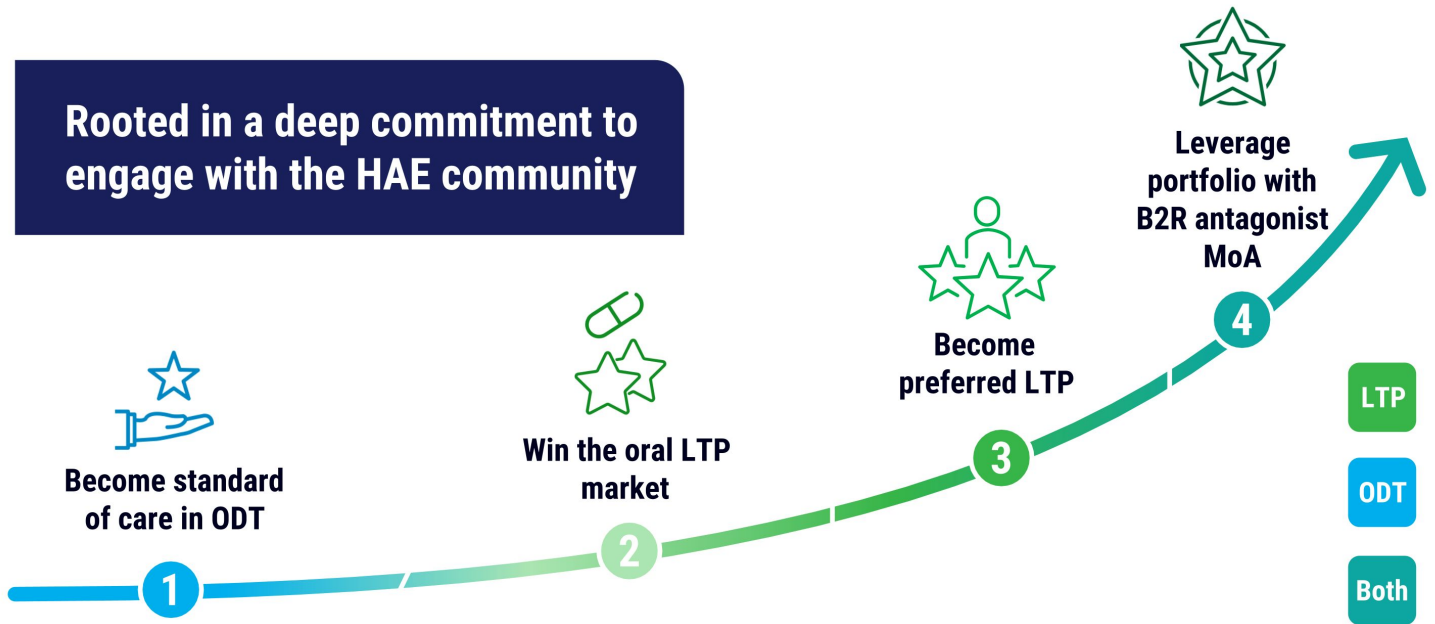 Rooted in a deep commitment to
engage with the HAE community
1
Become standard
of care in ODT
2
Win the oral LTP
market
3
Become
preferred LTP
4
Leverage
portfolio with
B2R antagonist
MoA
LTP
ODT
Both